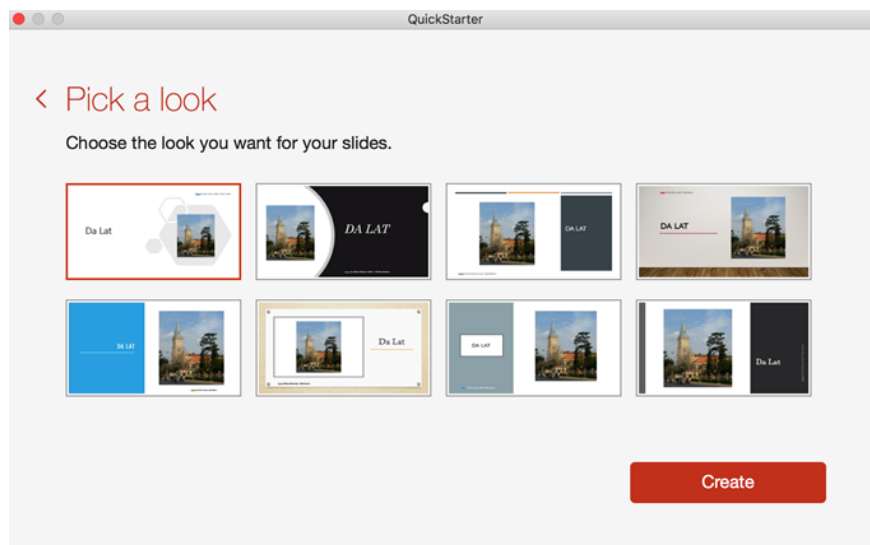 QuickStarter
Pick a look
Choose the look you want for your slides.
Da Lat
DA LAT
DA LAT
DA LAT
DA LAT
Da Lat
DA LAT
Da Lat
Create